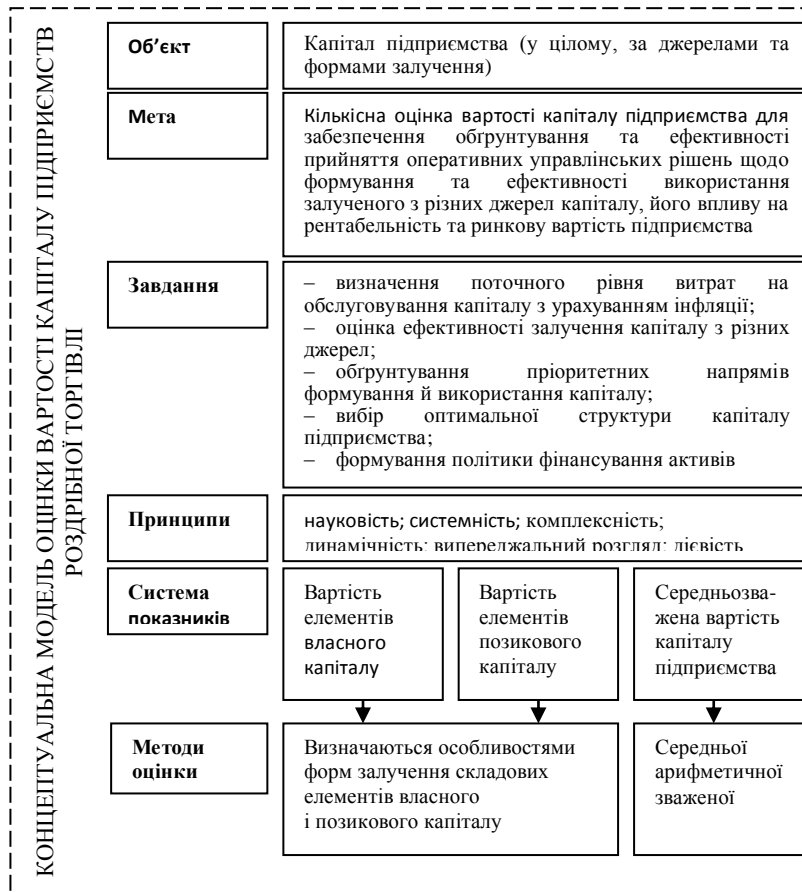 КОНЦЕПТУАЛЬНА МОДЕЛЬ ОЦІНКИ ВАРТОСТІ КАПІТАЛУ ПІДПРИЄМСТВ
РОЗДРІБНОЇ ТОРГІВЛІ
Об’єкт
Капітал підприємства (у цілому, за джерелами та
формами залучення)
Мета
Кількісна оцінка вартості капіталу підприємства для
забезпечення обґрунтування та ефективності
прийняття оперативних управлінських рішень щодо
формування та ефективності використання
залученого з різних джерел капіталу, його впливу на
рентабельність та ринкову вартість підприємства
Завдання
– визначення поточного рівня витрат на
обслуговування капіталу з урахуванням інфляції;
– оцінка ефективності залучення капіталу з різних
джерел;
– обґрунтування пріоритетних напрямів
формування й використання капіталу;
– вибір оптимальної структури капіталу
підприємства;
– формування політики фінансування активів
Принципи
науковість; системність; комплексність;
динамічність; випереджальний розгляд; дієвість
Система
показників
Вартість
елементів
власного
капіталу
Вартість
елементів
позикового
капіталу
Середньозва-
жена вартість
капіталу
підприємства
Методи
оцінки
Визначаються особливостями
форм залучення складових
елементів власного
і позикового капіталу
Середньої
арифметичної
зваженої